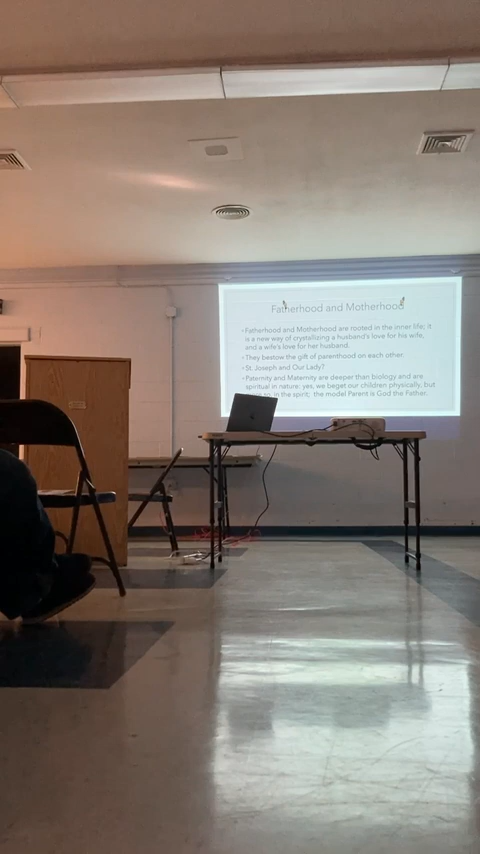 Fatherhood and Motherhood
•Fatherhood and Motherhood are rooted in the inner life; it
is a new way of crystallizing a husband's love for his wife,
and a wife's love for her husband.
•They bestow the gift of parenthood on each other.
•St. Joseph and Our Lady?
•Paternity and Maternity are deeper than biology and are
spiritual in nature: yes, we beget our children physically, but
so, in the spirit; the model Parent is God the Father.